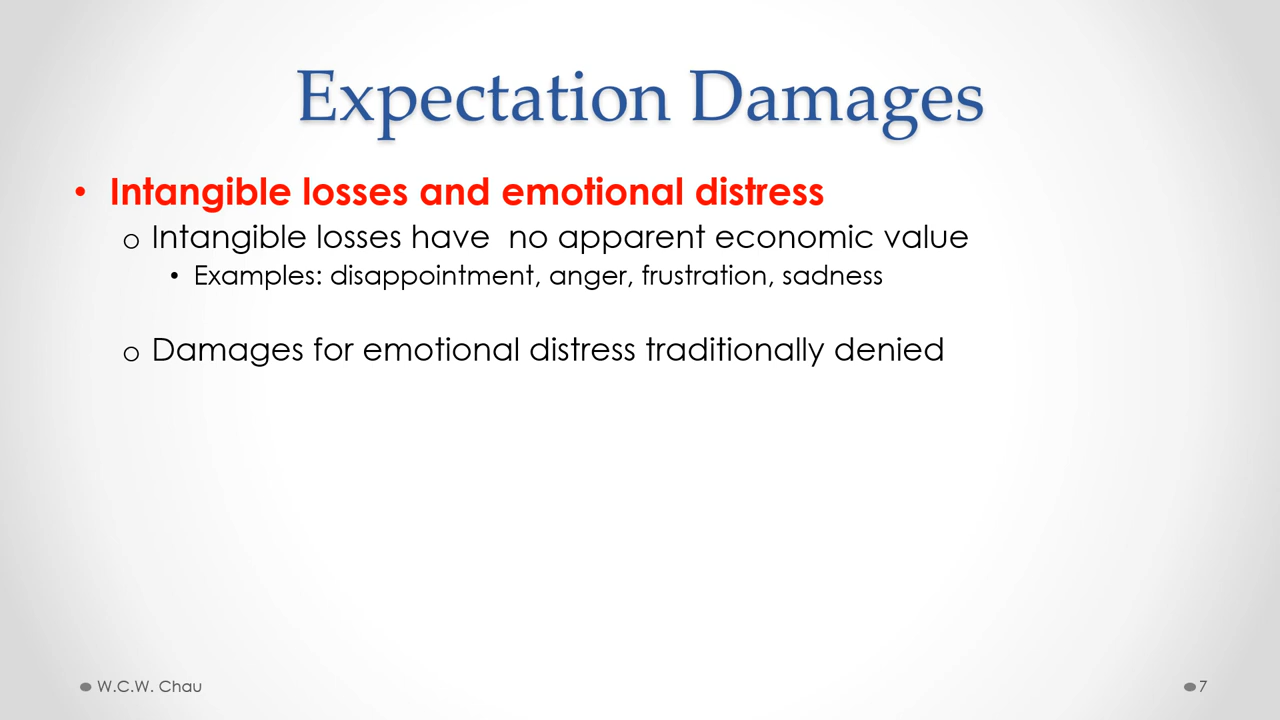 Expectation Damages
• Intangible losses and emotional distress
o Intangible losses have  no apparent economic value
• Examples: disappointment, anger, frustration, sadness
o Damages for emotional distress traditionally denied
W.C.W. Chau
7